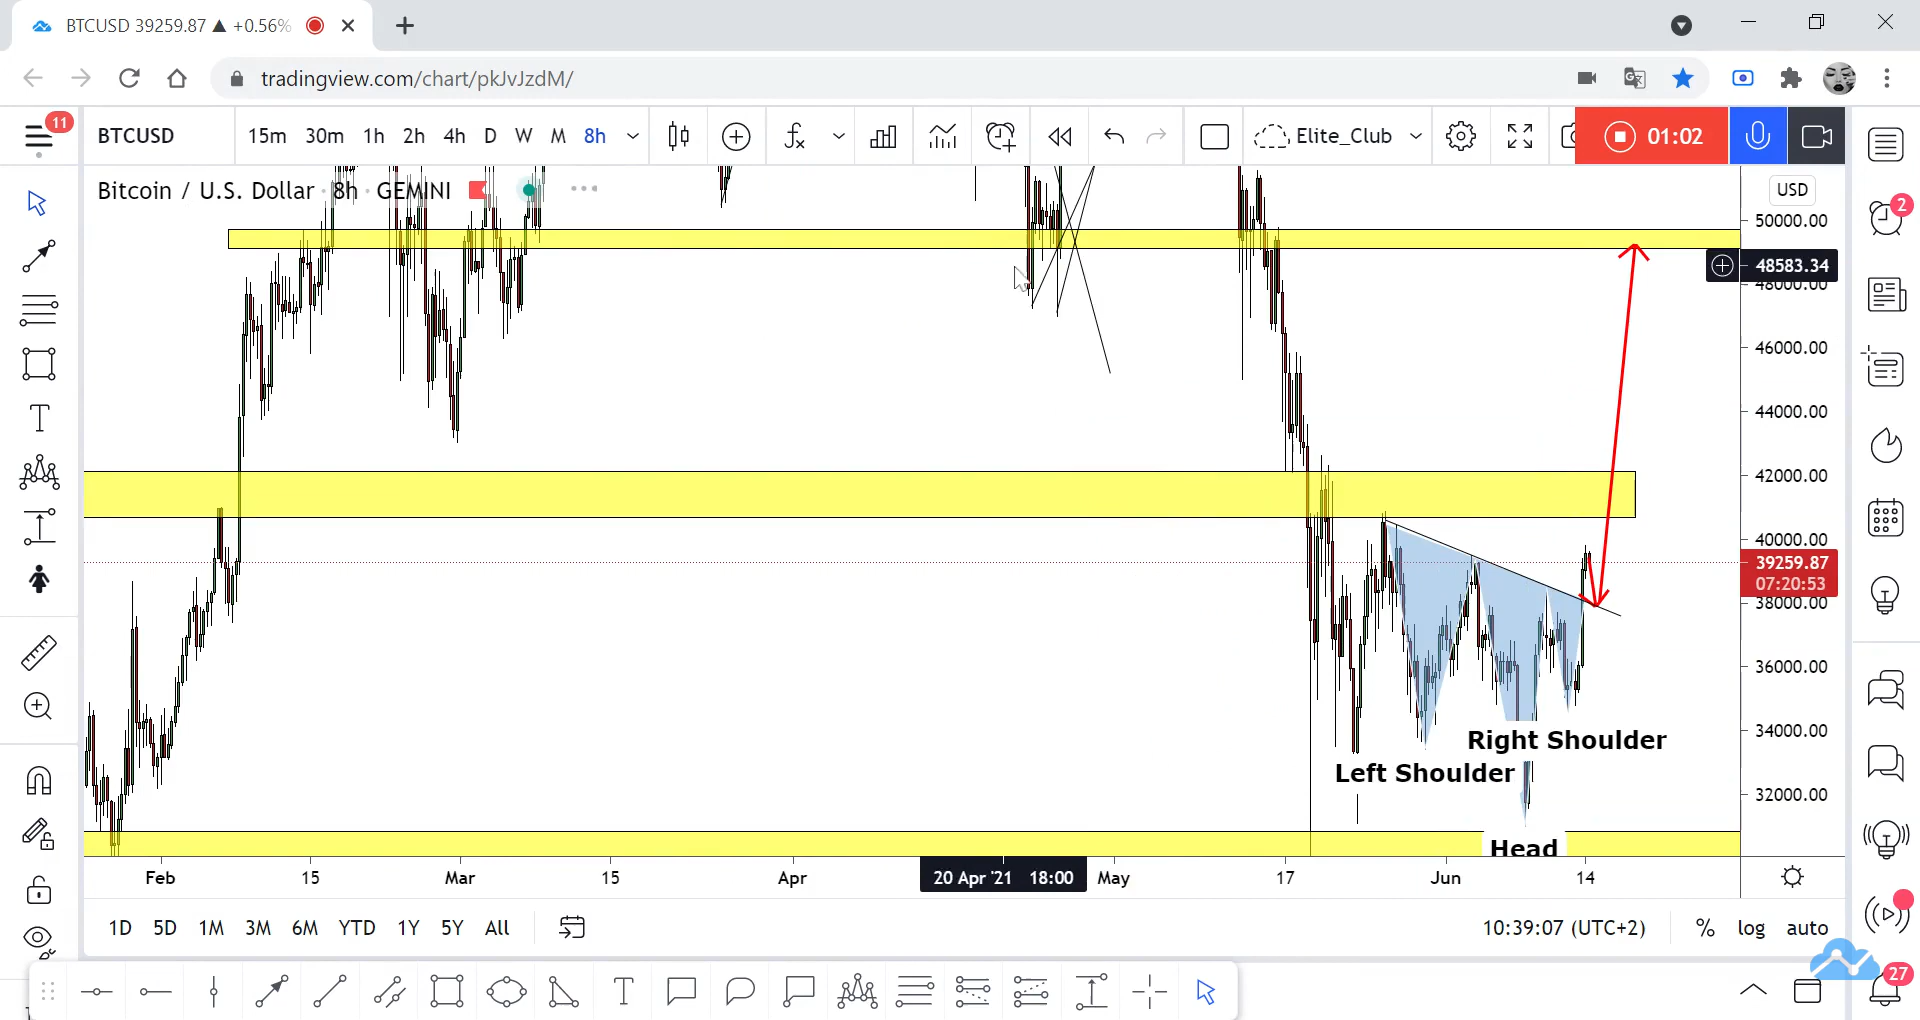 BTCUSD 39259.87 ▲ +0.56%
tradingview.com/chart/pkJvJzdM/
11
BTCUSD 15m 30m 1h 2h 4h D W M 8h Elite_Club 01:02
Bitcoin / U.S. Dollar · 8h · GEMINI
USD
2
50000.00
48583.34
48000.00
46000.00
44000.00
42000.00
40000.00
39259.87
07:20:53
38000.00
36000.00
34000.00
32000.00
Right Shoulder
Left Shoulder
Head
Feb 15 Mar 15 Apr 20 Apr '21 18:00 May 17 Jun 14
1D 5D 1M 3M 6M YTD 1Y 5Y All 10:39:07 (UTC+2) % log auto
27